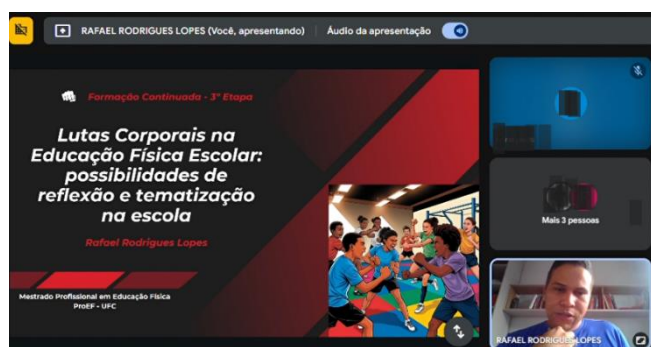 RAFAEL RODRIGUES LOPES (Você, apresentando)
Áudio da apresentação
Formação Continuada - 3ª Etapa
Lutas Corporais na
Educação Física Escolar:
possibilidades de
reflexão e tematização
na escola
Rafael Rodrigues Lopes
Mestrado Profissional em Educação Física
ProEF - UFC
Mais 3 pessoas
RAFAEL RODRIGUES LOPES